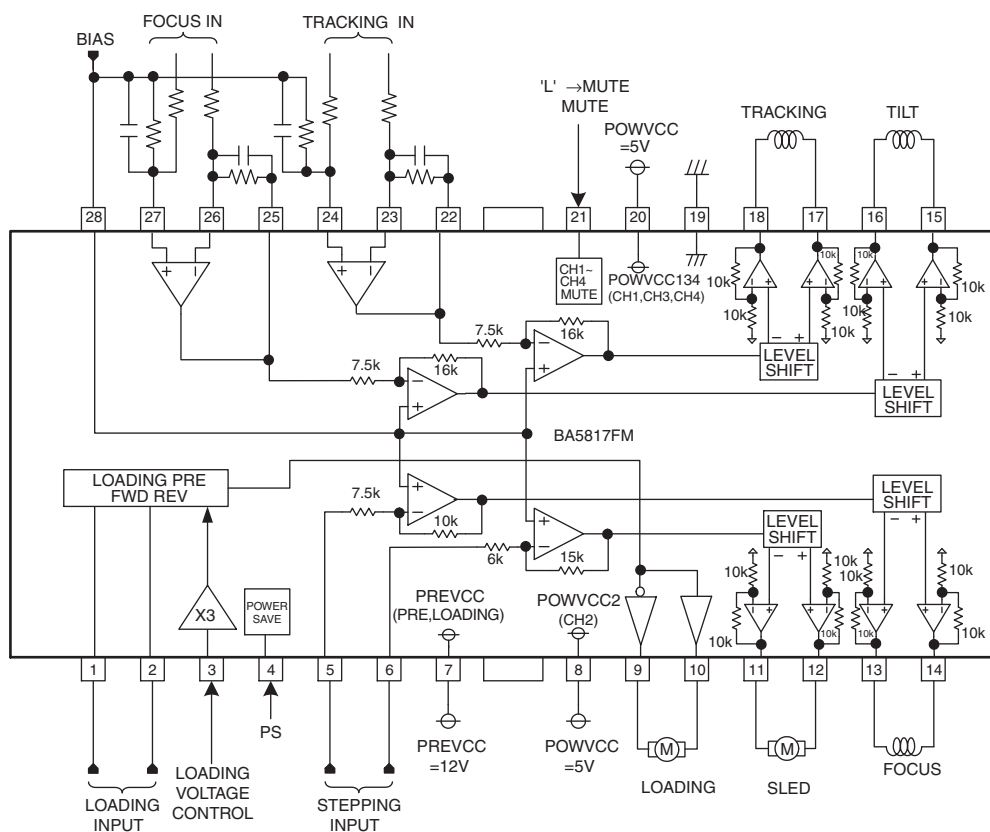 FOCUS IN
TRACKING IN
BIAS
'L' →MUTE
MUTE
POWVCC
=5V
TRACKING
TILT
28
27
26
25
24
23
22
21
20
19
18
17
16
15
+
−
+
−
CH1~
CH4
MUTE
POWVCC134
(CH1,CH3,CH4)
10k
10k
10k
10k
10k
10k
10k
10k
7.5k
16k
−
+
− +
LEVEL
SHIFT
7.5k
16k
−
+
− +
LEVEL
SHIFT
BA5817FM
LOADING PRE
FWD REV
7.5k
+
−
10k
+
−
6k
15k
LEVEL
SHIFT
− +
LEVEL
SHIFT
− +
10k
10k
10k
10k
10k
10k
10k
10k
X3
POWER
SAVE
PREVCC
(PRE,LOADING)
POWVCC2
(CH2)
1
2
3
4
5
6
7
8
9
10
11
12
13
14
PS
PREVCC
=12V
POWVCC
=5V
M
M
LOADING
INPUT
LOADING
VOLTAGE
CONTROL
STEPPING
INPUT
LOADING
SLED
FOCUS